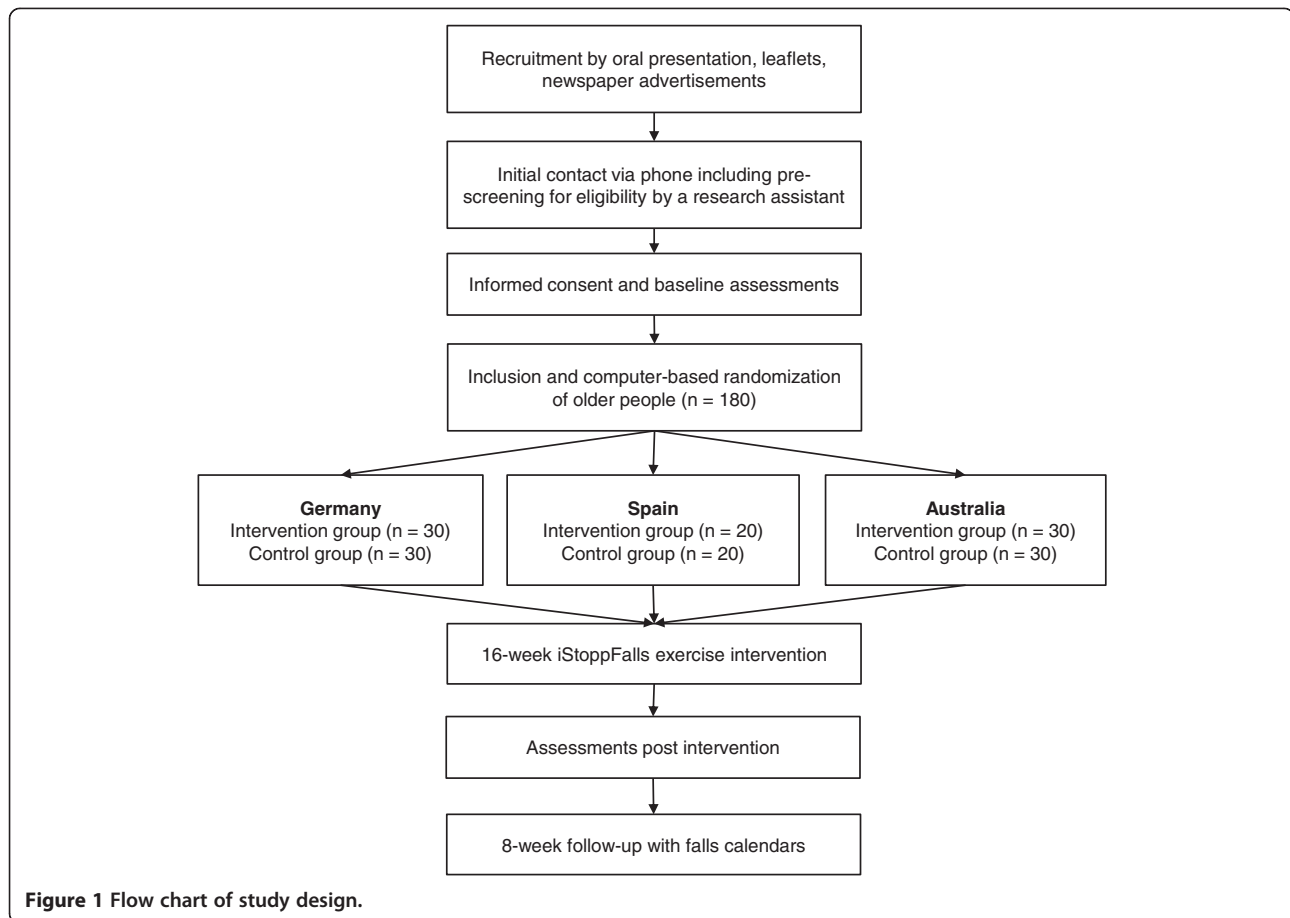 Recruitment by oral presentation, leaflets,
newspaper advertisements
Initial contact via phone including pre-
screening for eligibility by a research assistant
Informed consent and baseline assessments
Inclusion and computer-based randomization
of older people (n = 180)
Germany
Intervention group (n = 30)
Control group (n = 30)
Spain
Intervention group (n = 20)
Control group (n = 20)
Australia
Intervention group (n = 30)
Control group (n = 30)
16-week iStoppFalls exercise intervention
Assessments post intervention
8-week follow-up with falls calendars
Figure 1 Flow chart of study design.